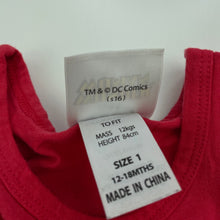 TM & © DC Comics
(s16)
TO FIT
MASS 12kgs
HEIGHT 84cm
SIZE 1
12-18MTHS
MADE IN CHINA